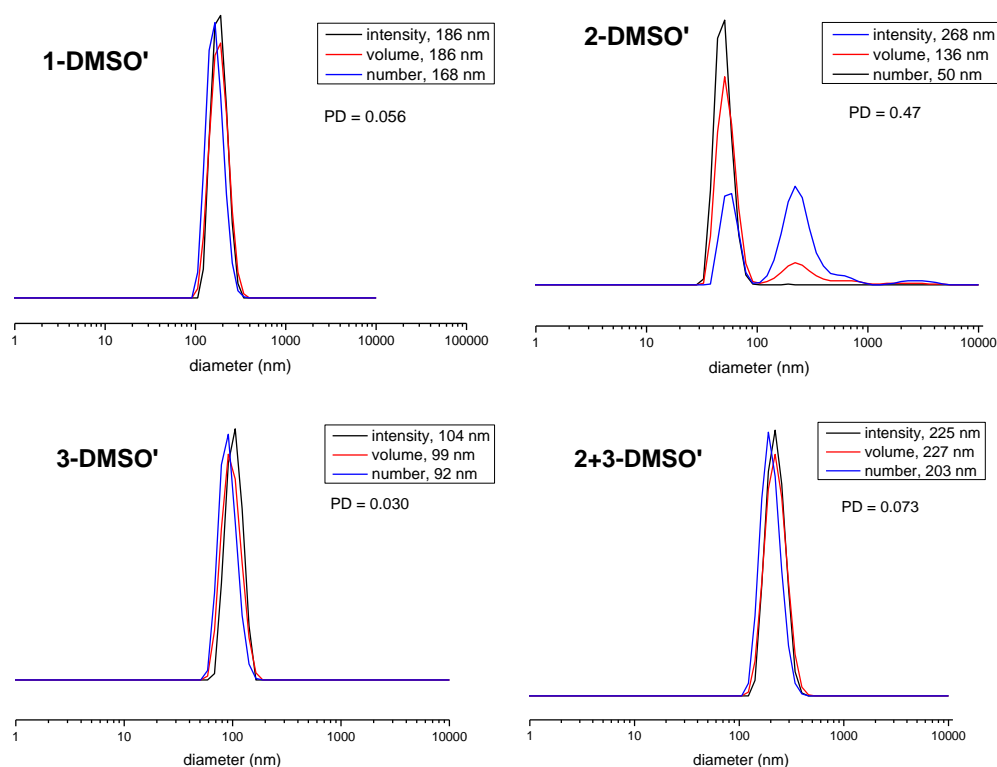 1-DMSO'
intensity, 186 nm
volume, 186 nm
number, 168 nm
PD = 0.056
1 10 100 1000 10000 100000
diameter (nm)
2-DMSO'
intensity, 268 nm
volume, 136 nm
number, 50 nm
PD = 0.47
1 10 100 1000 10000
diameter (nm)
3-DMSO'
intensity, 104 nm
volume, 99 nm
number, 92 nm
PD = 0.030
1 10 100 1000 10000
diameter (nm)
2+3-DMSO'
intensity, 225 nm
volume, 227 nm
number, 203 nm
PD = 0.073
1 10 100 1000 10000
diameter (nm)